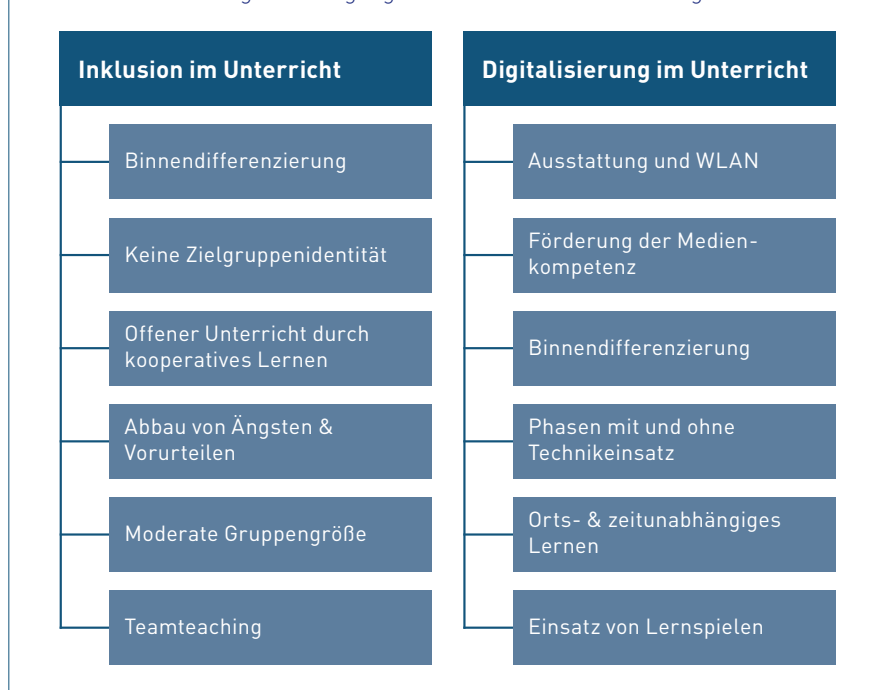 Inklusion im Unterricht
Binnendifferenzierung
Keine Zielgruppenidentität
Offener Unterricht durch
kooperatives Lernen
Abbau von Ängsten &
Vorurteilen
Moderate Gruppengröße
Teamteaching
Digitalisierung im Unterricht
Ausstattung und WLAN
Förderung der Medien-
kompetenz
Binnendifferenzierung
Phasen mit und ohne
Technikeinsatz
Orts- & zeitunabhängiges
Lernen
Einsatz von Lernspielen